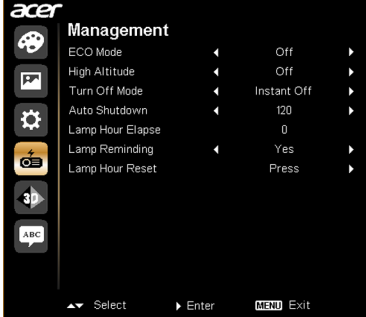 acer
Management
ECO Mode Off
High Altitude Off
Turn Off Mode Instant Off
Auto Shutdown 120
Lamp Hour Elapse 0
Lamp Reminding Yes
Lamp Hour Reset Press
3D
ABC
Select Enter MENU Exit